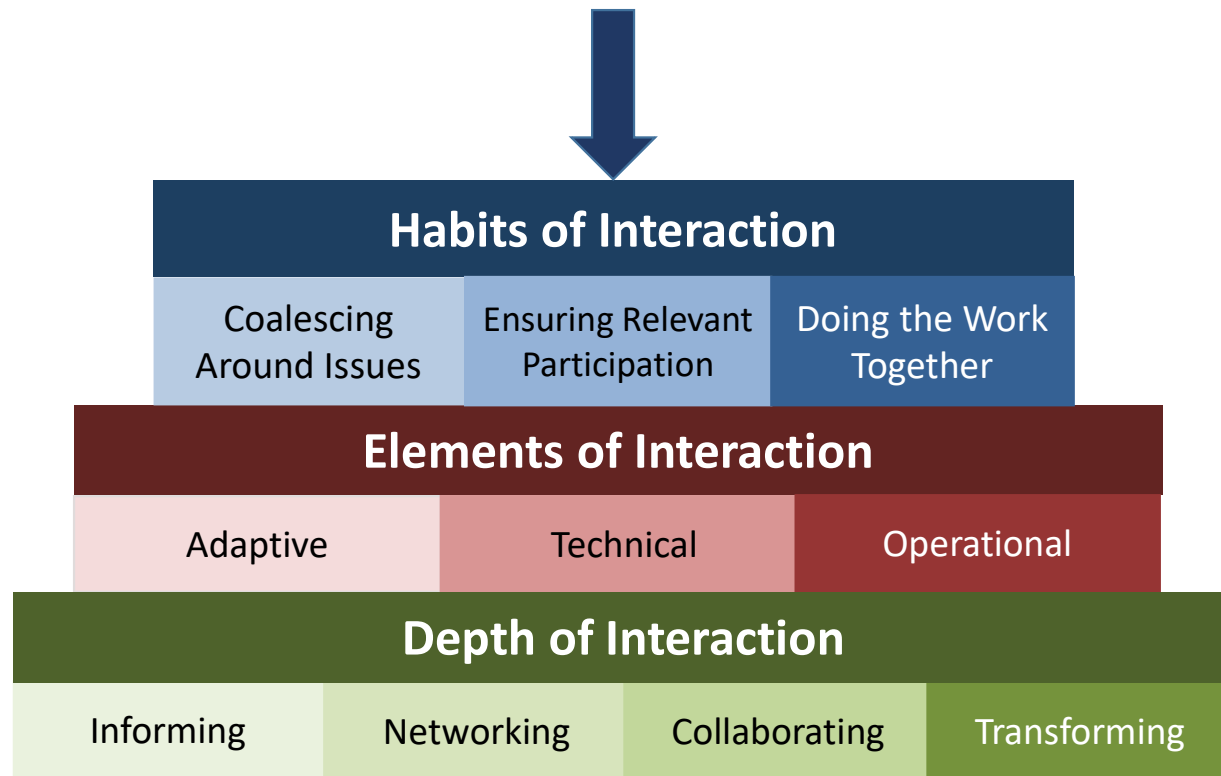 Habits of Interaction
Coalescing
Around Issues
Ensuring Relevant
Participation
Doing the Work
Together
Elements of Interaction
Adaptive
Technical
Operational
Depth of Interaction
Informing
Networking
Collaborating
Transforming